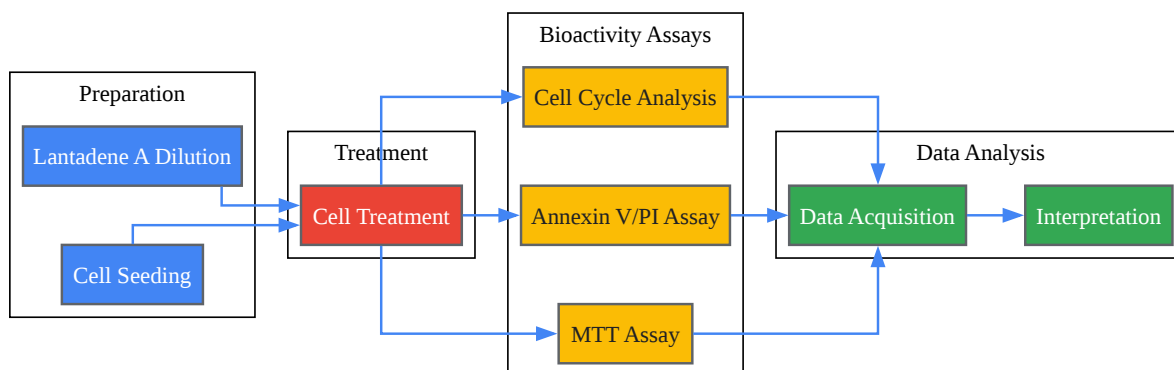 Preparation
Lantadene A Dilution
Cell Seeding
Treatment
Cell Treatment
Bioactivity Assays
Cell Cycle Analysis
Annexin V/PI Assay
MTT Assay
Data Analysis
Data Acquisition
Interpretation